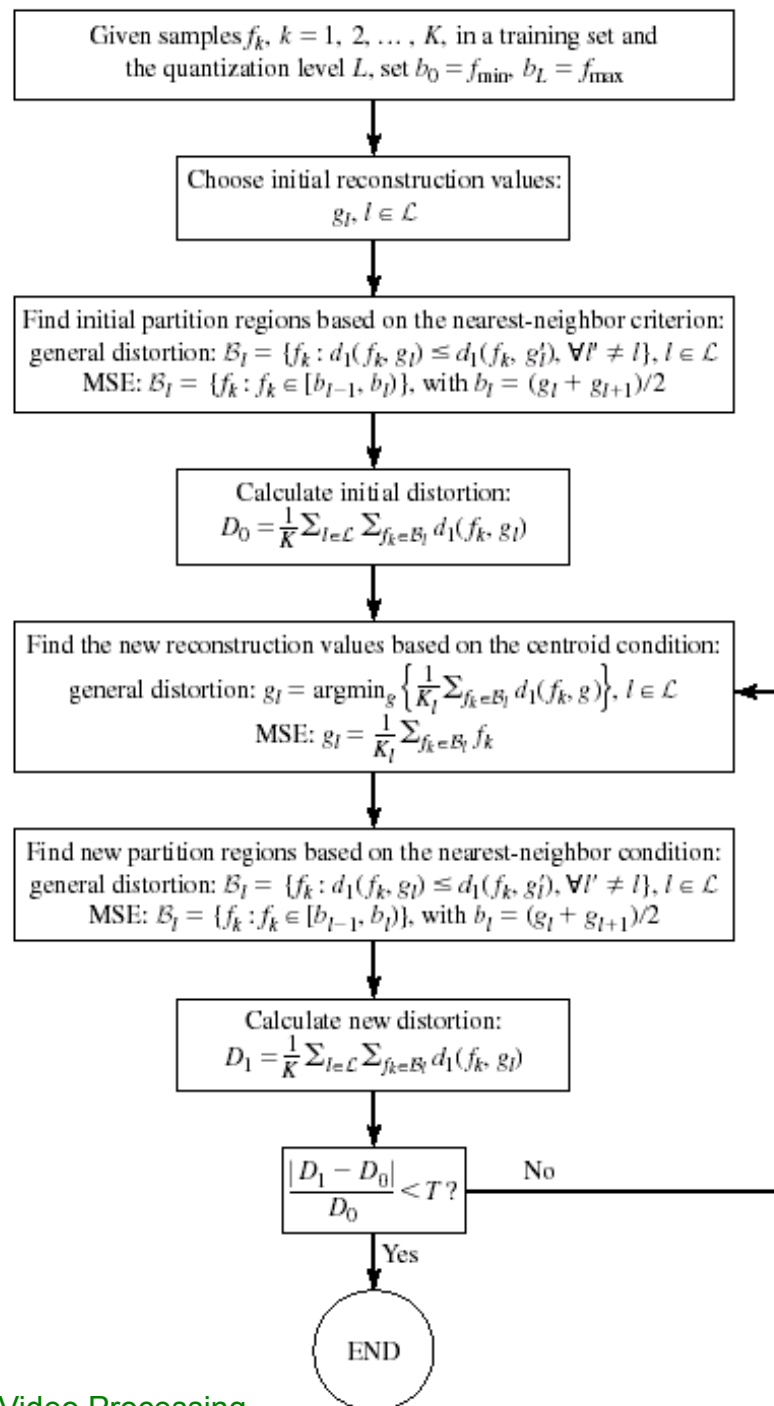 Given samples f_k, k = 1, 2, … , K, in a training set and
the quantization level L, set b_0 = f_min, b_L = f_max
Choose initial reconstruction values:
g_l, l ∈ ℒ
Find initial partition regions based on the nearest-neighbor criterion:
general distortion: ℬ_l = {f_k : d_1(f_k, g_l) ≤ d_1(f_k, g'_l), ∀l' ≠ l}, l ∈ ℒ
MSE: ℬ_l = {f_k : f_k ∈ [b_{l−1}, b_l)}, with b_l = (g_l + g_{l+1})/2
Calculate initial distortion:
D_0 = 1/K Σ_{l∈ℒ} Σ_{f_k∈ℬ_l} d_1(f_k, g_l)
Find the new reconstruction values based on the centroid condition:
general distortion: g_l = argmin_g {1/K_l Σ_{f_k∈ℬ_l} d_1(f_k, g)}, l ∈ ℒ
MSE: g_l = 1/K_l Σ_{f_k∈ℬ_l} f_k
Find new partition regions based on the nearest-neighbor condition:
general distortion: ℬ_l = {f_k : d_1(f_k, g_l) ≤ d_1(f_k, g'_l), ∀l' ≠ l}, l ∈ ℒ
MSE: ℬ_l = {f_k : f_k ∈ [b_{l−1}, b_l)}, with b_l = (g_l + g_{l+1})/2
Calculate new distortion:
D_1 = 1/K Σ_{l∈ℒ} Σ_{f_k∈ℬ_l} d_1(f_k, g_l)
|D_1 − D_0|/D_0 < T?
No
Yes
END
Video Processing